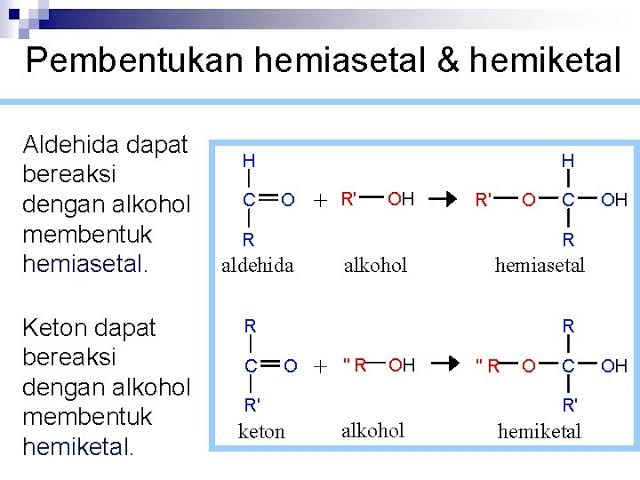 Pembentukan hemiasetal & hemiketal
Aldehida dapat
bereaksi
dengan alkohol
membentuk
hemiasetal.
H H
C O + R' OH R' O C OH
R R
aldehida alkohol hemiasetal
Keton dapat
bereaksi
dengan alkohol
membentuk
hemiketal.
R R
C O + " R OH " R O C OH
R' R'
keton alkohol hemiketal